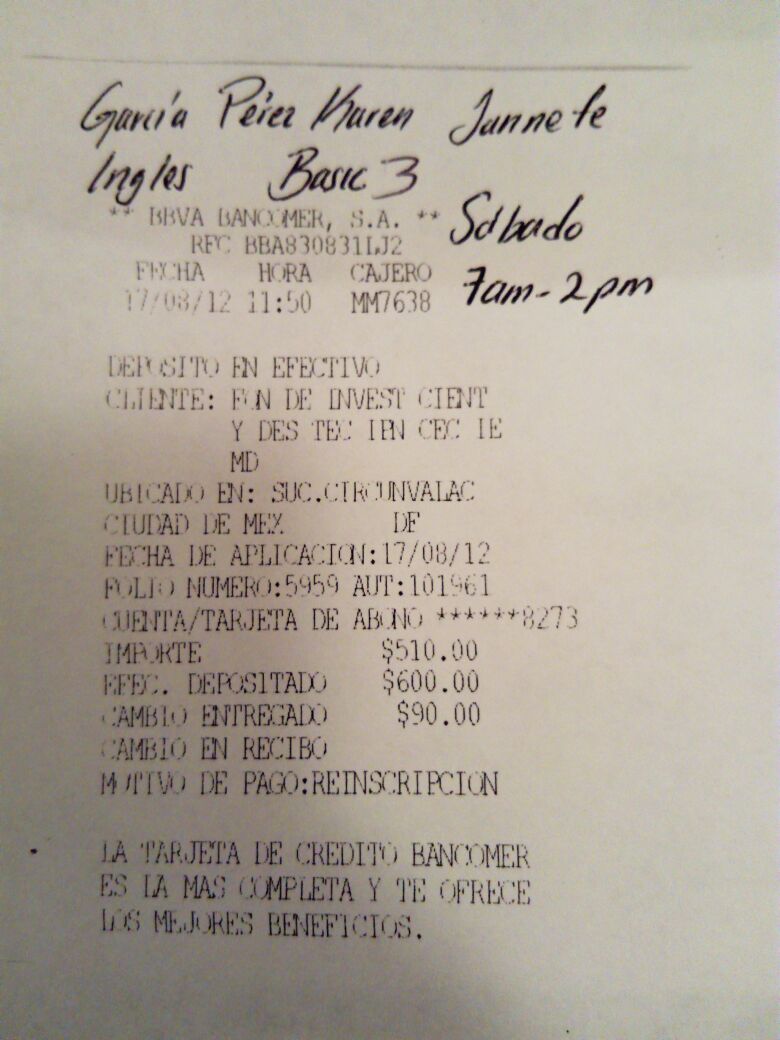 García Pérez Karen Jannete
Ingles Basic 3
** BBVA BANCOMER, S.A. **
Sábado
RFC BBA830831LJ2
FECHA HORA CAJERO
7am-2pm
17/08/12 11:50 MM7638
DEPOSITO EN EFECTIVO
CLIENTE: FON DE INVEST CIENT
Y DES TEC IPN CEC IE
MD
UBICADO EN: SUC.CIRCUNVALAC
CIUDAD DE MEX DF
FECHA DE APLICACION:17/08/12
FOLIO NUMERO:5959 AUT:101961
CUENTA/TARJETA DE ABONO ******8273
IMPORTE $510.00
EFEC. DEPOSITADO $600.00
CAMBIO ENTREGADO $90.00
CAMBIO EN RECIBO
MOTIVO DE PAGO:REINSCRIPCION
LA TARJETA DE CREDITO BANCOMER
ES LA MAS COMPLETA Y TE OFRECE
LOS MEJORES BENEFICIOS.